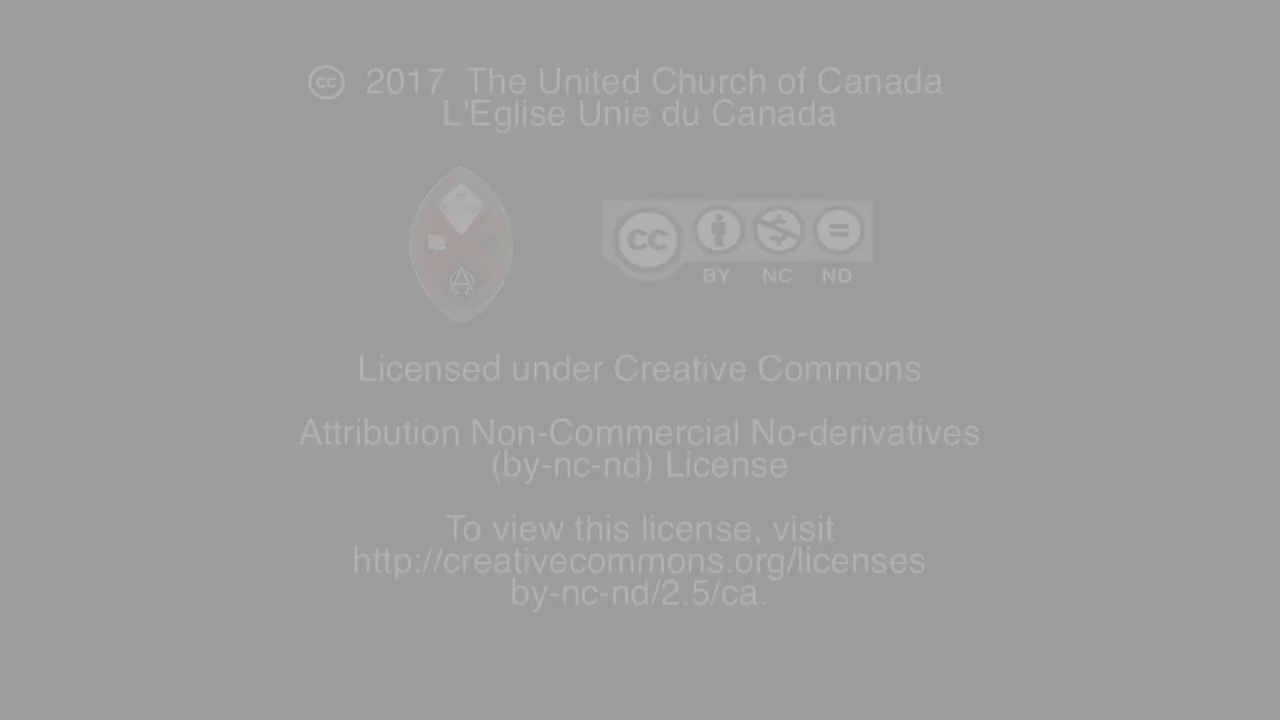 cc 2017 The United Church of Canada
L'Eglise Unie du Canada
cc
BY NC ND
Licensed under Creative Commons
Attribution Non-Commercial No-derivatives
(by-nc-nd) License
To view this license, visit
http://creativecommons.org/licenses
by-nc-nd/2.5/ca.